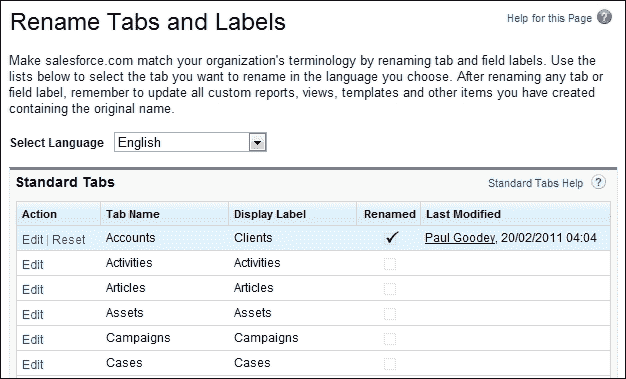 Rename Tabs and Labels
Help for this Page ?
Make salesforce.com match your organization's terminology by renaming tab and field labels. Use the
lists below to select the tab you want to rename in the language you choose. After renaming any tab or
field label, remember to update all custom reports, views, templates and other items you have created
containing the original name.
Select Language English
Standard Tabs Standard Tabs Help ?
Action Tab Name Display Label Renamed Last Modified
Edit | Reset Accounts Clients ✓ Paul Goodey, 20/02/2011 04:04
Edit Activities Activities
Edit Articles Articles
Edit Assets Assets
Edit Campaigns Campaigns
Edit Cases Cases